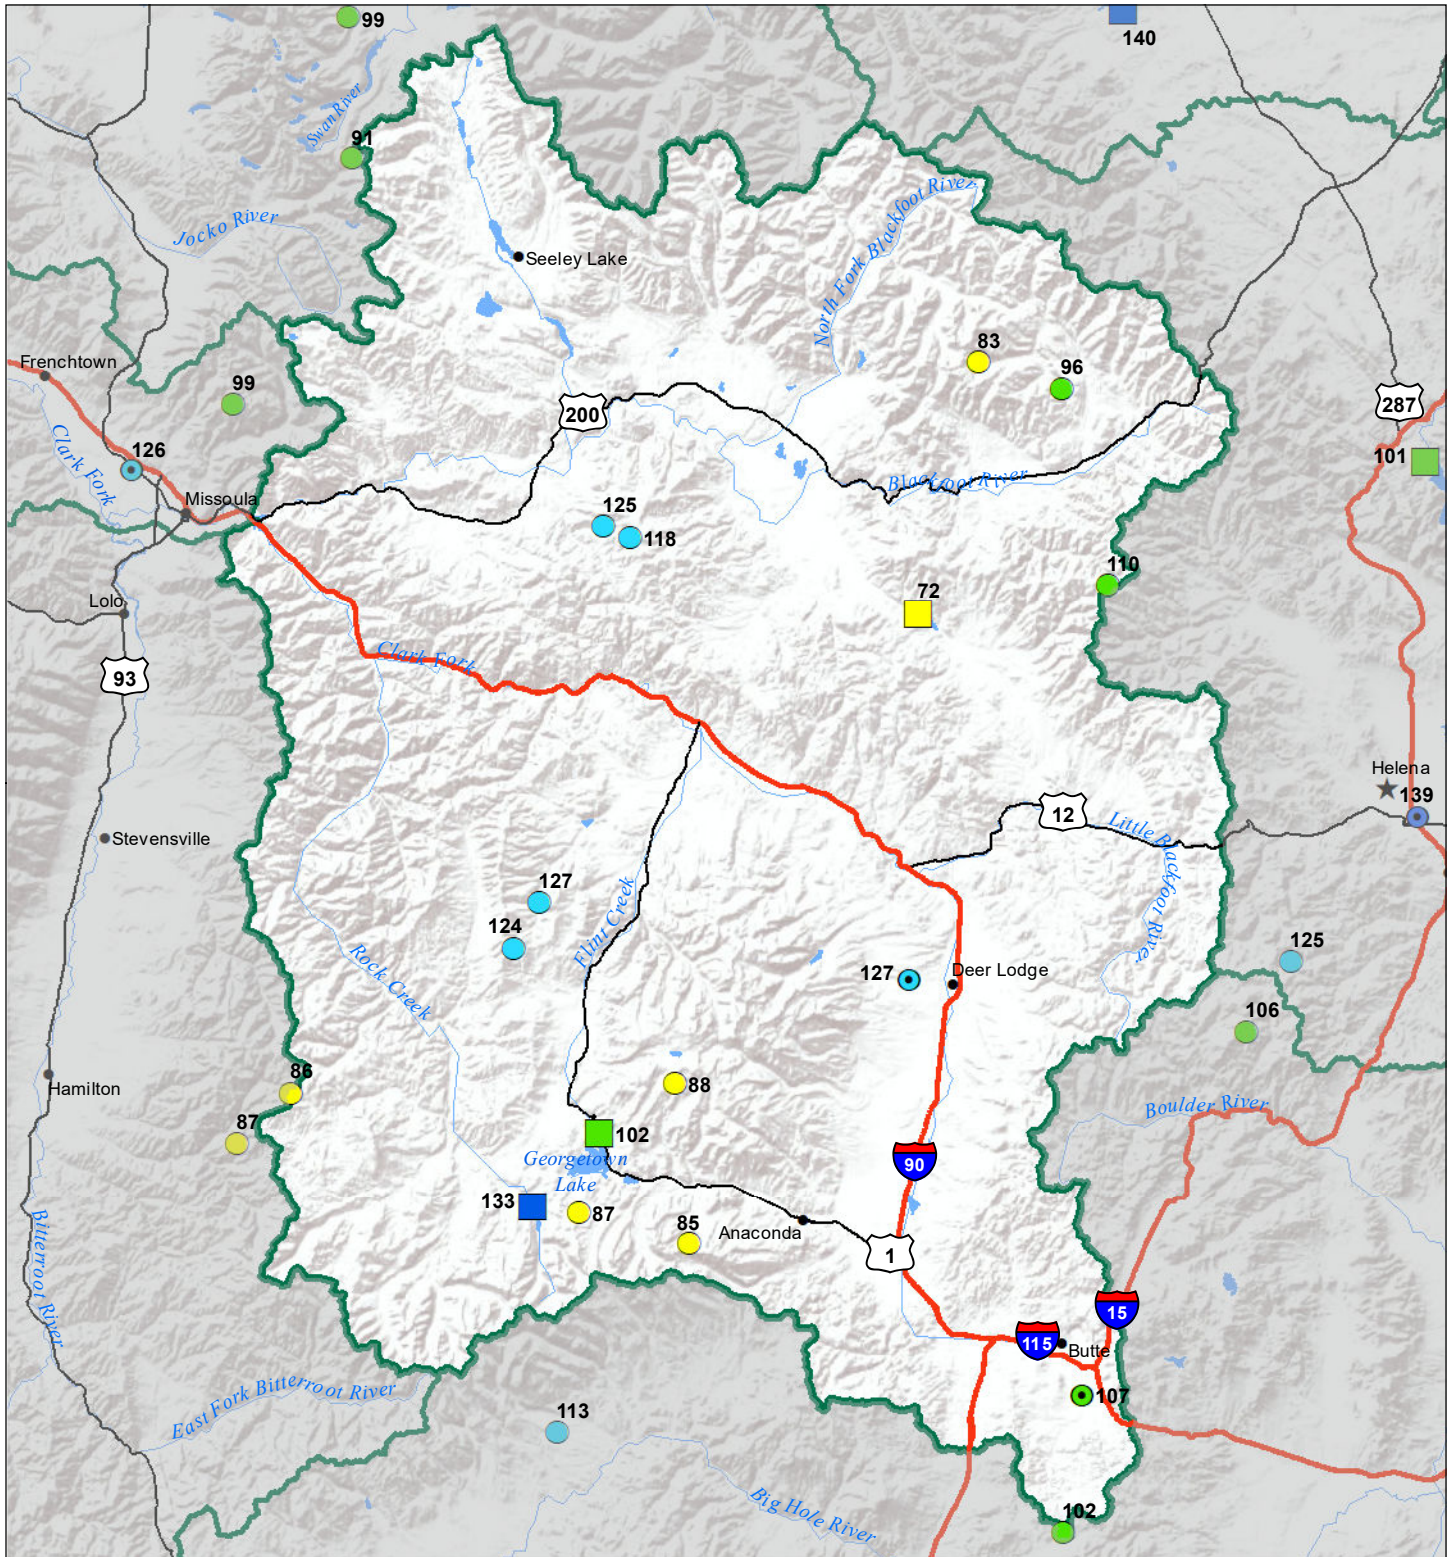 99
140
Swan River
91
Jocko River
North Fork Blackfoot River
Seeley Lake
83
96
Frenchtown
99
200
287
Clark Fork
126
101
Blackfoot River
Missoula
125
118
110
72
Lolo
Clark Fork
93
Helena
139
12
Little Blackfoot River
Stevensville
127
Flint Creek
124
Rock Creek
125
127
Deer Lodge
106
86
Hamilton
88
Boulder River
87
102
Georgetown
Lake
90
133
87
85
Anaconda
1
Bitterroot River
15
115
Butte
East Fork Bitterroot River
107
113
Big Hole River
102